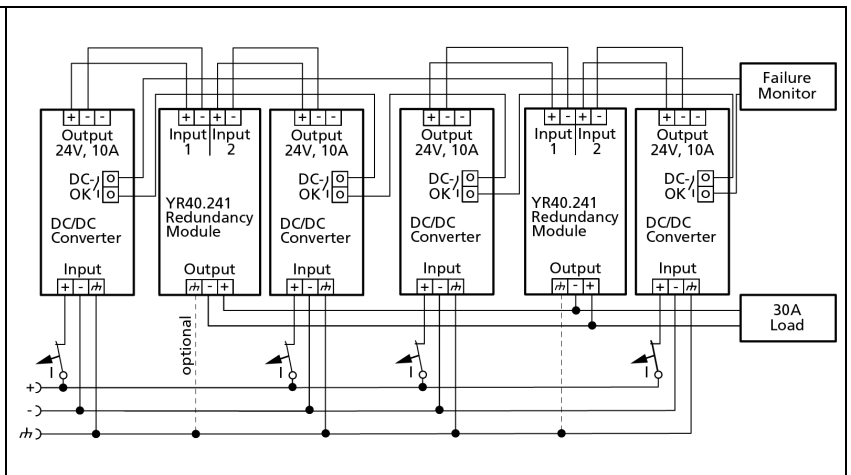 Failure
Monitor
+ - -
Output
24V, 10A
DC-
OK
DC/DC
Converter
Input
+ -
+ - + -
Input Input
1 2
YR40.241
Redundancy
Module
Output
- +
+ - -
Output
24V, 10A
DC-
OK
DC/DC
Converter
Input
+ -
+ - -
Output
24V, 10A
DC-
OK
DC/DC
Converter
Input
+ -
+ - + -
Input Input
1 2
YR40.241
Redundancy
Module
Output
- +
+ - -
Output
24V, 10A
DC-
OK
DC/DC
Converter
Input
+ -
30A
Load
optional
I
I
I
I
+
-